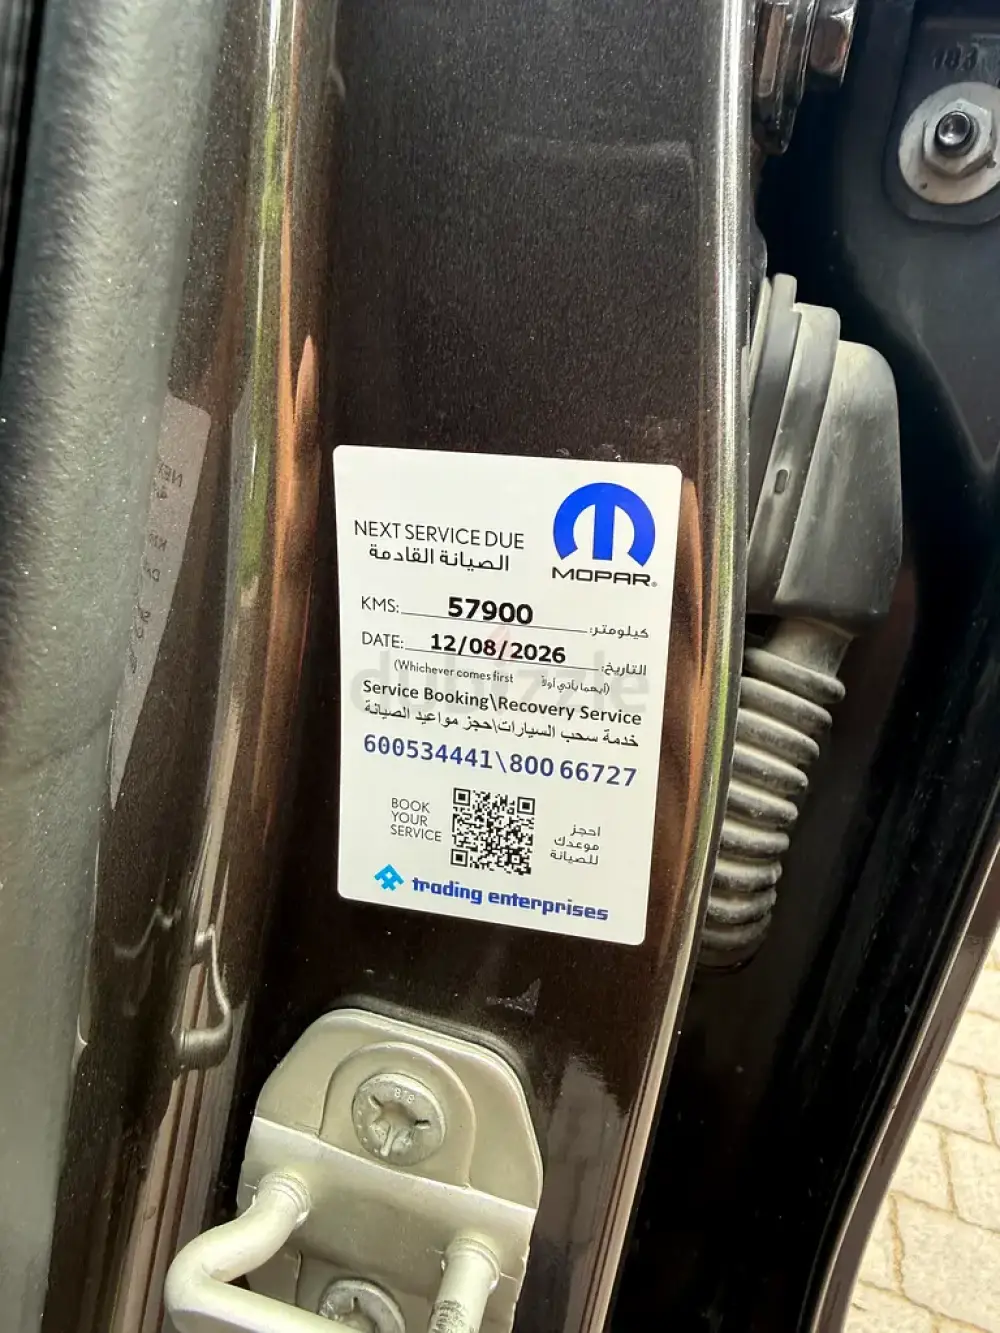 183
NEXT SERVICE DUE
الصيانة القادمة
MOPAR®
KMS: 57900 كيلومتر:
DATE: 12/08/2026 التاريخ:
(Whichever comes first أيهما يأتي أولاً)
Service Booking\Recovery Service
خدمة سحب السيارات\حجز مواعيد الصيانة
600534441\800 66727
BOOK
YOUR
SERVICE
احجز
موعدك
للصيانة
trading enterprises
dubizzle